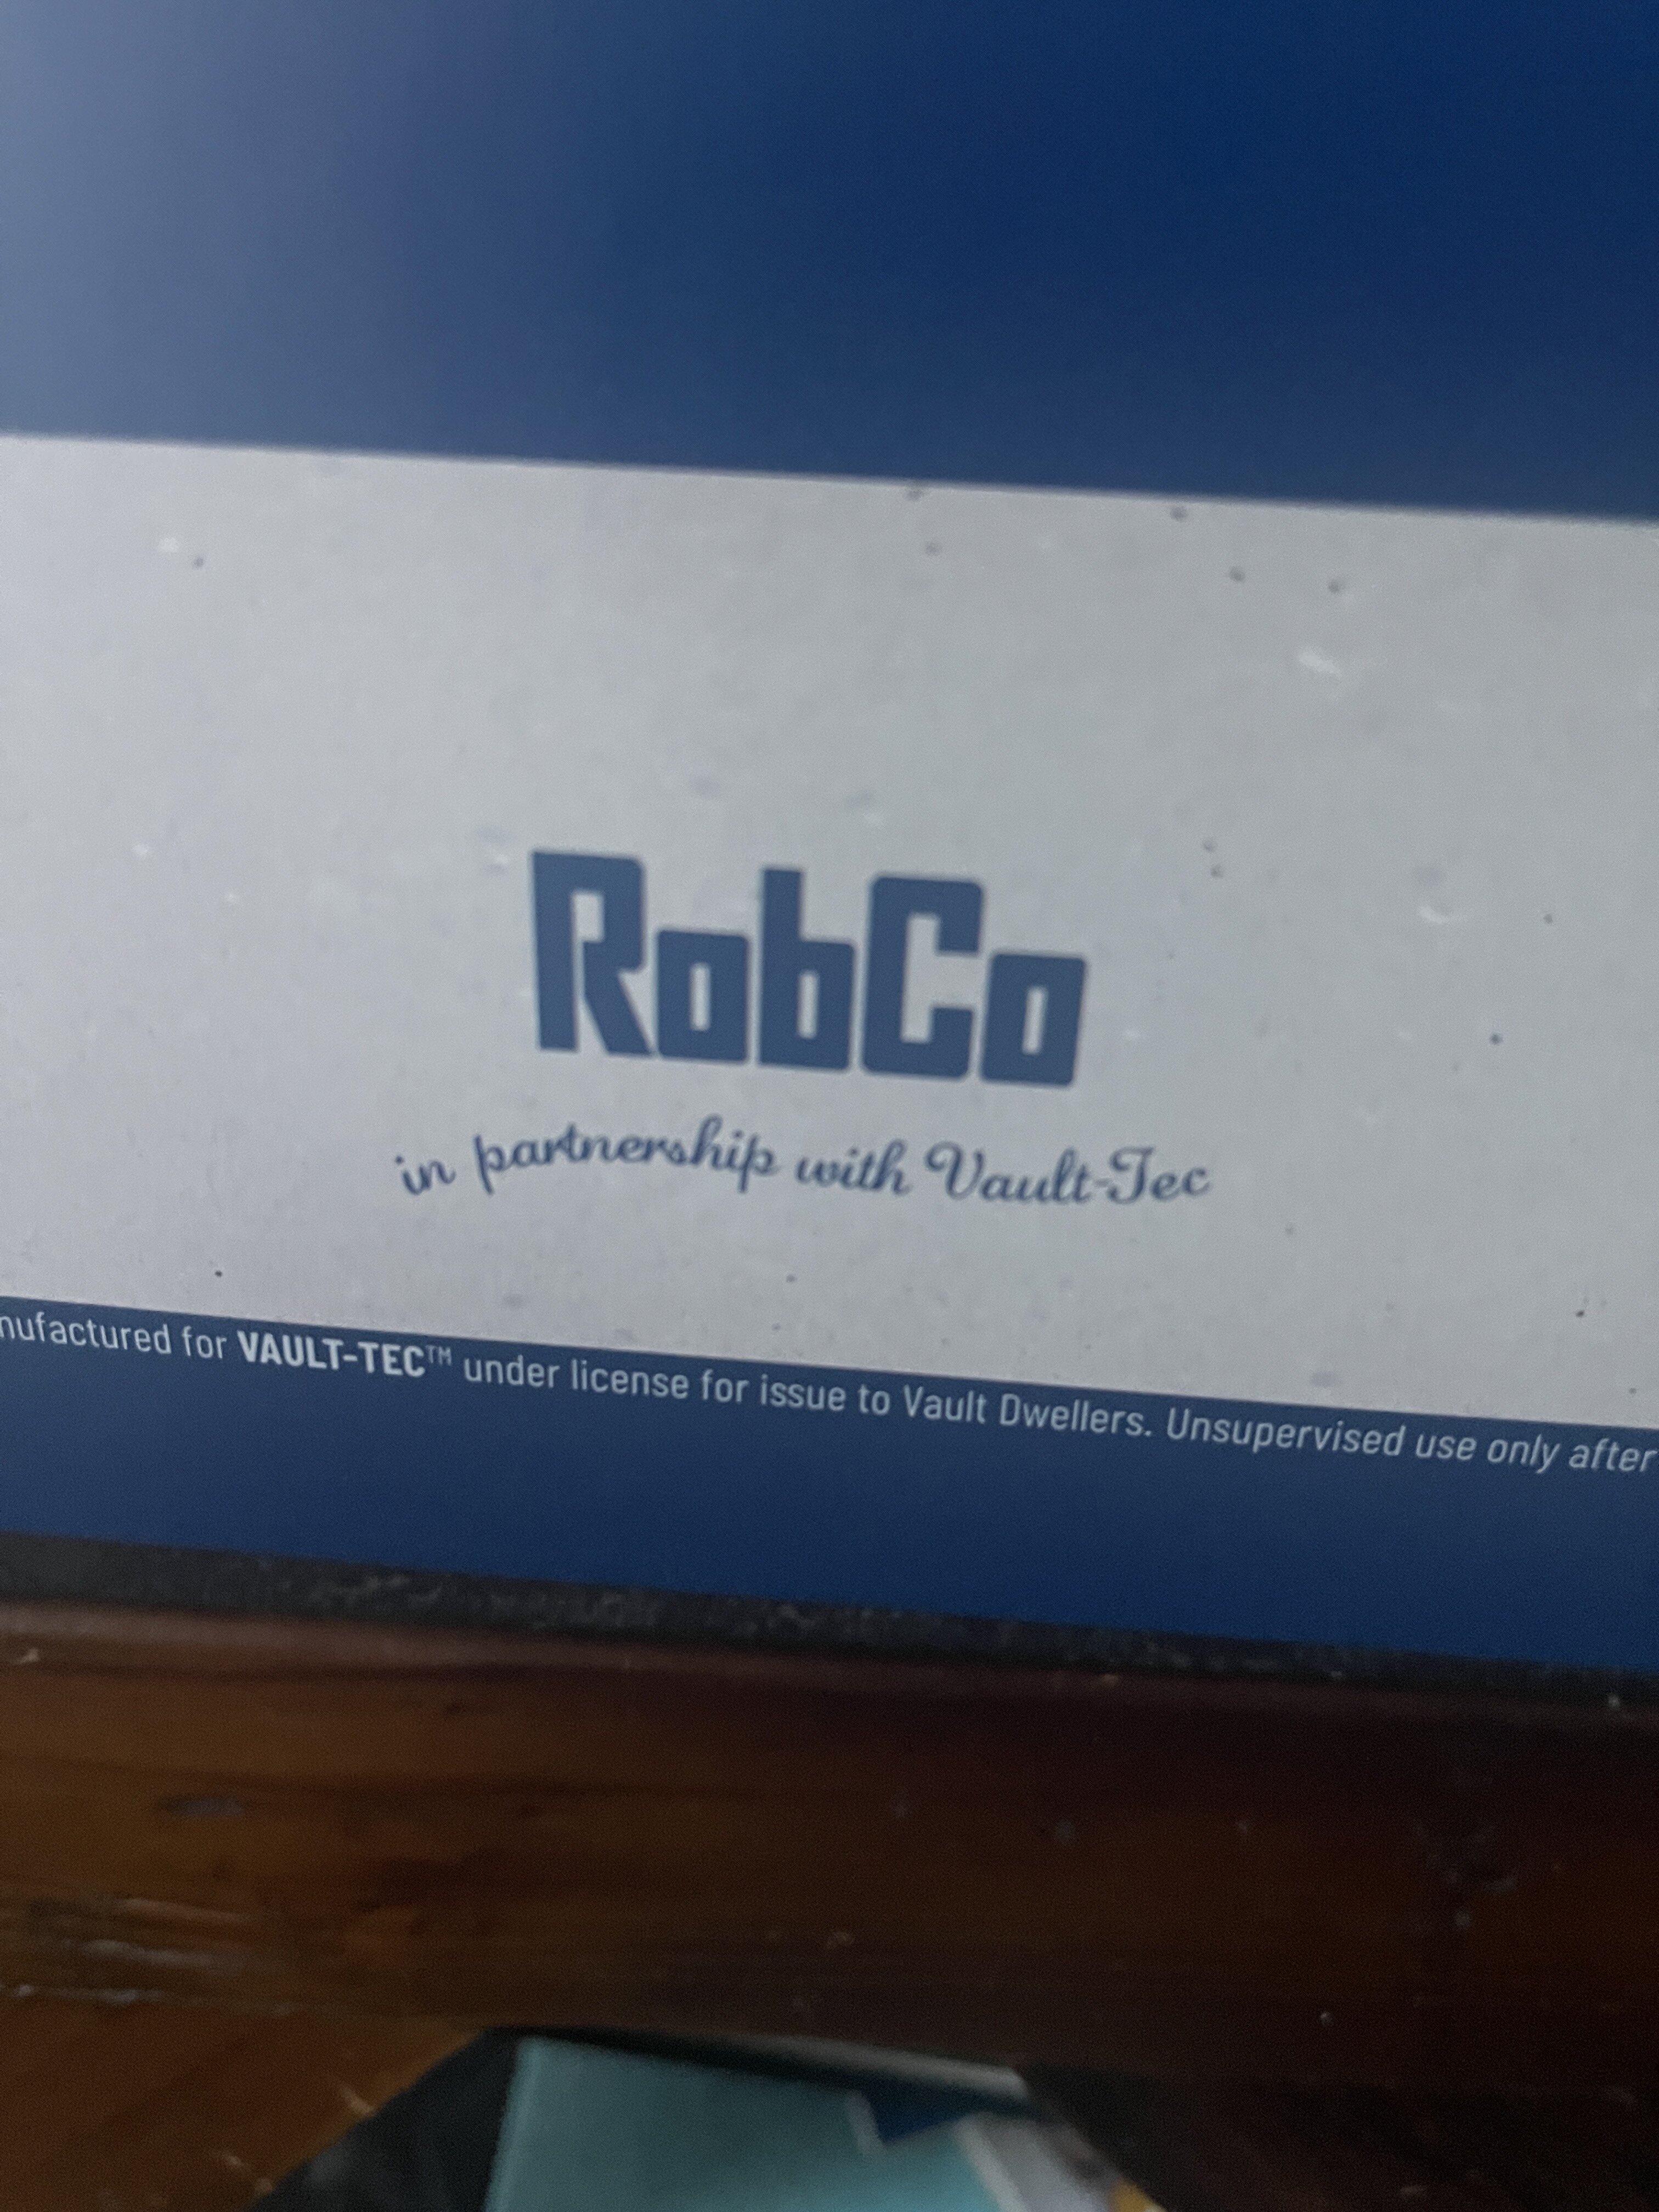 RobCo
in partnership with Vault-Tec
nufactured for VAULT-TEC™ under license for issue to Vault Dwellers. Unsupervised use only after